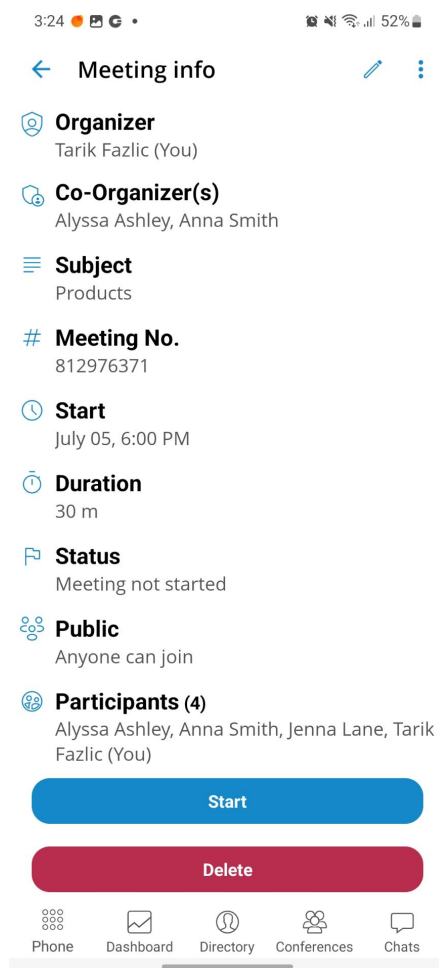 3:24 52%
Meeting info
Organizer
Tarik Fazlic (You)
Co-Organizer(s)
Alyssa Ashley, Anna Smith
Subject
Products
Meeting No.
812976371
Start
July 05, 6:00 PM
Duration
30 m
Status
Meeting not started
Public
Anyone can join
Participants (4)
Alyssa Ashley, Anna Smith, Jenna Lane, Tarik
Fazlic (You)
Start
Delete
Phone Dashboard Directory Conferences Chats